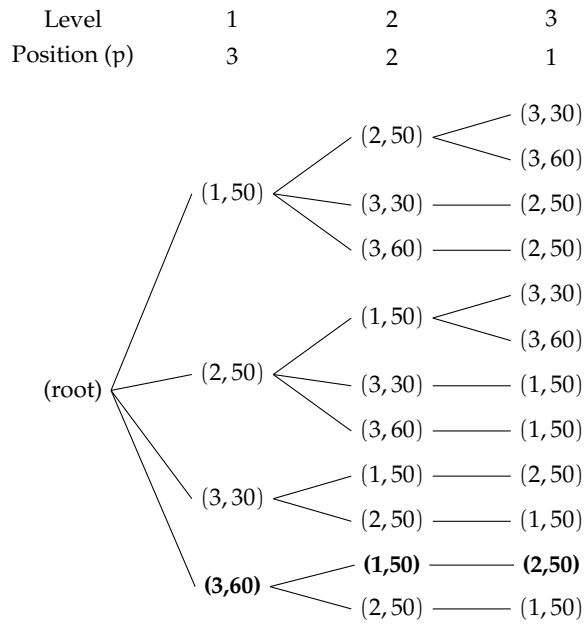 Level 1 2 3
Position (p) 3 2 1
(3, 30)
(2, 50)
(3, 60)
(1, 50)
(3, 30) (2, 50)
(3, 60) (2, 50)
(3, 30)
(1, 50)
(3, 60)
(2, 50)
(3, 30) (1, 50)
(root)
(3, 60) (1, 50)
(1, 50) (2, 50)
(3, 30)
(2, 50) (1, 50)
(1,50) (2,50)
(3,60)
(2, 50) (1, 50)